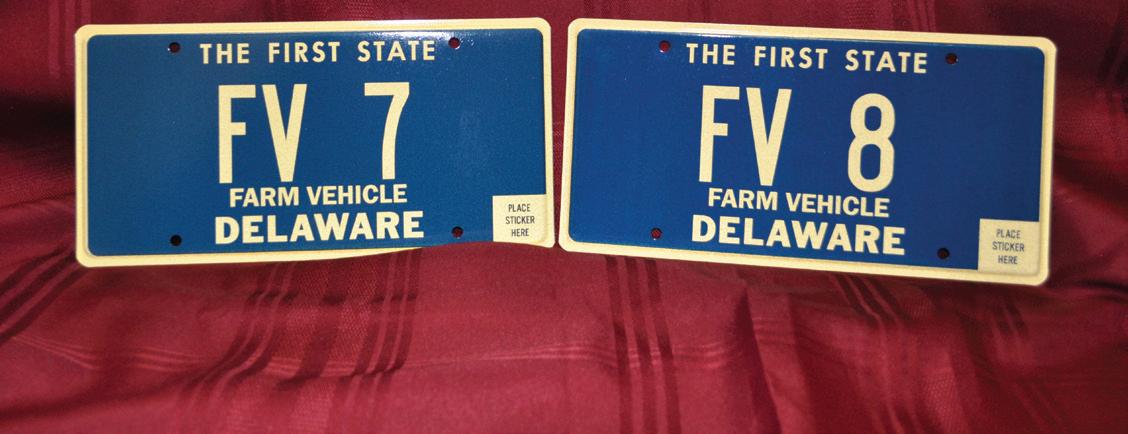 THE FIRST STATE
FV 7
FARM VEHICLE
DELAWARE
PLACE
STICKER
HERE
THE FIRST STATE
FV 8
FARM VEHICLE
DELAWARE
PLACE
STICKER
HERE